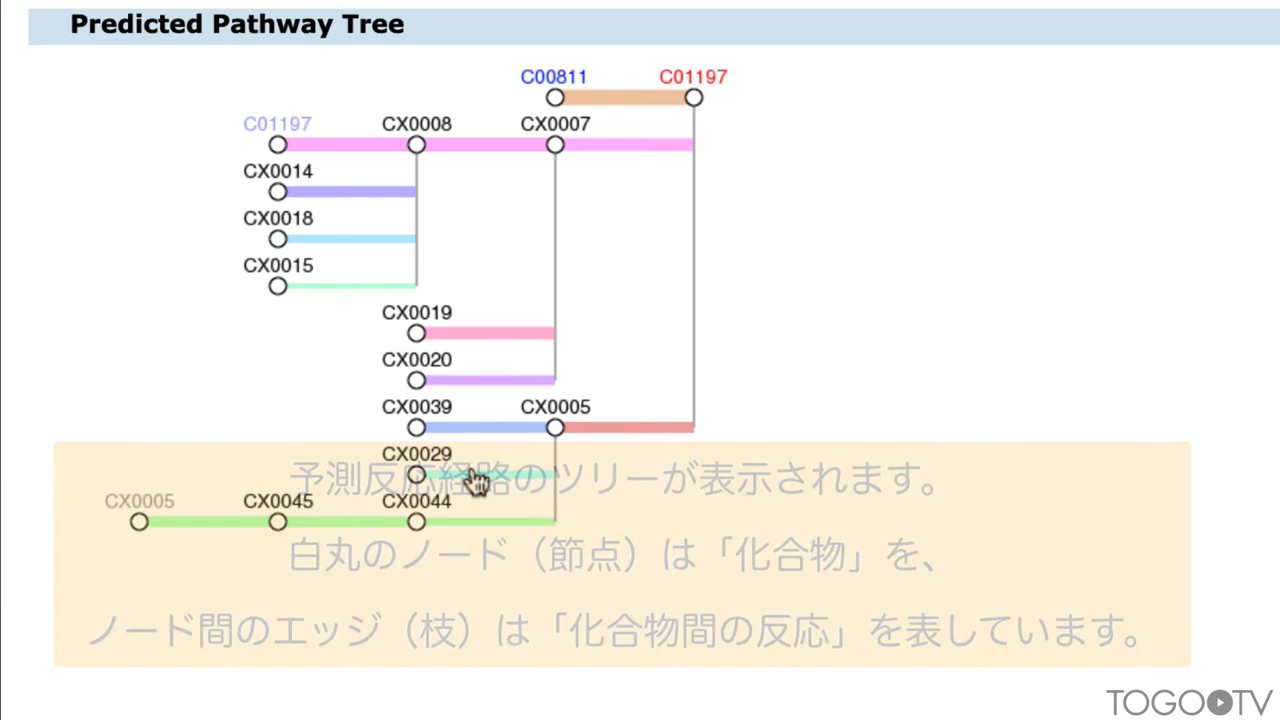 Predicted Pathway Tree
C00811 C01197
C01197 CX0008 CX0007
CX0014
CX0018
CX0015
CX0019
CX0020
CX0039 CX0005
CX0029
予測反応経路のツリーが表示されます。
CX0005 CX0045 CX0044
白丸のノード（節点）は「化合物」を、
ノード間のエッジ（枝）は「化合物間の反応」を表しています。
TOGO TV